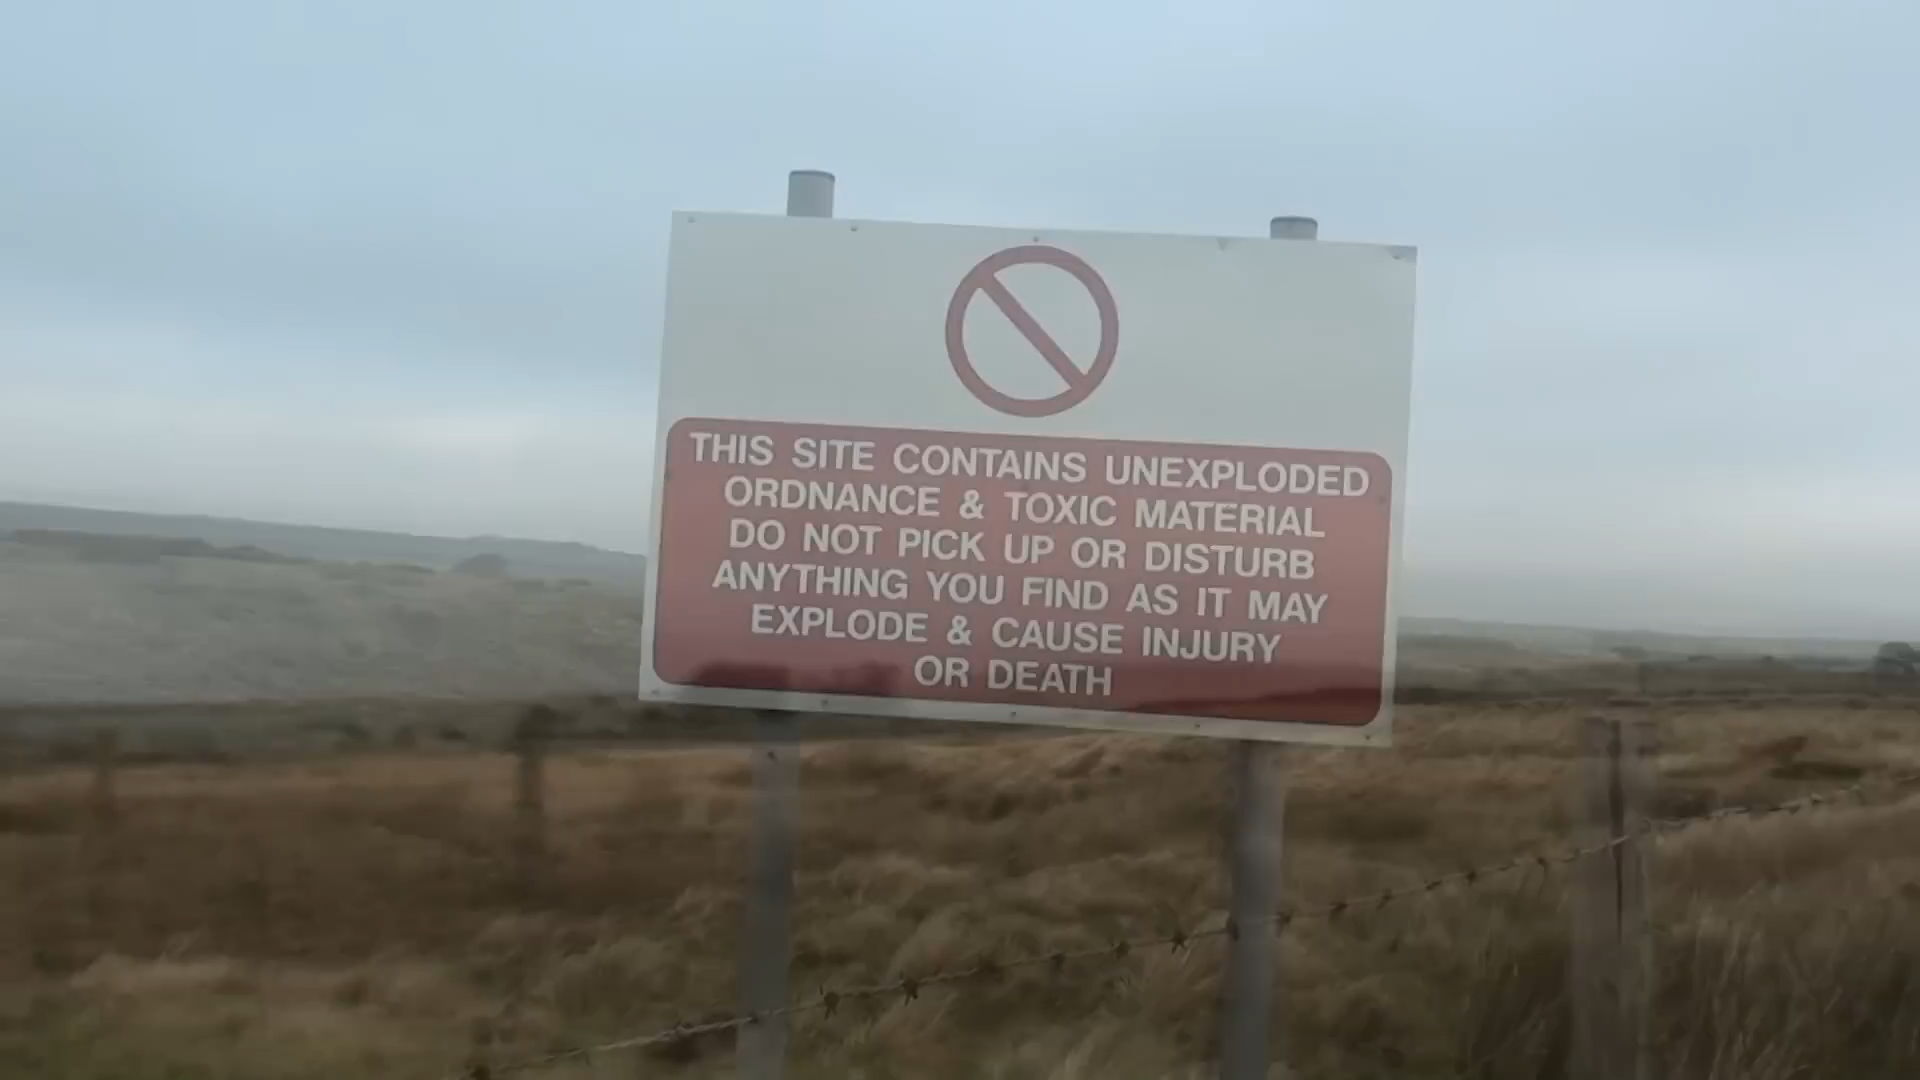 THIS SITE CONTAINS UNEXPLODED
ORDNANCE & TOXIC MATERIAL
DO NOT PICK UP OR DISTURB
ANYTHING YOU FIND AS IT MAY
EXPLODE & CAUSE INJURY
OR DEATH